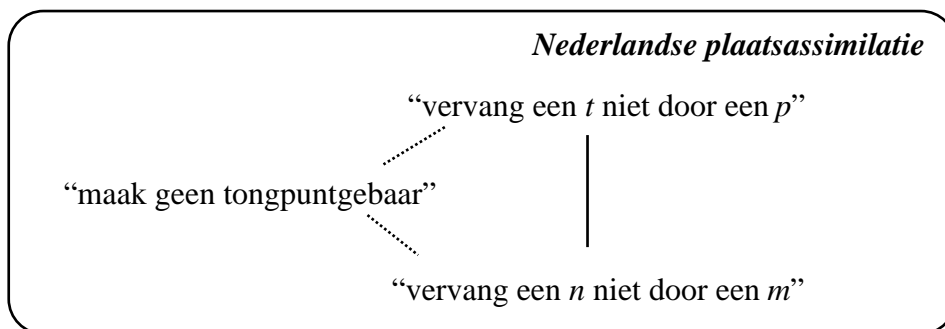 Nederlandse plaatsassimilatie
“vervang een t niet door een p”
“maak geen tongpuntgebaar”
“vervang een n niet door een m”